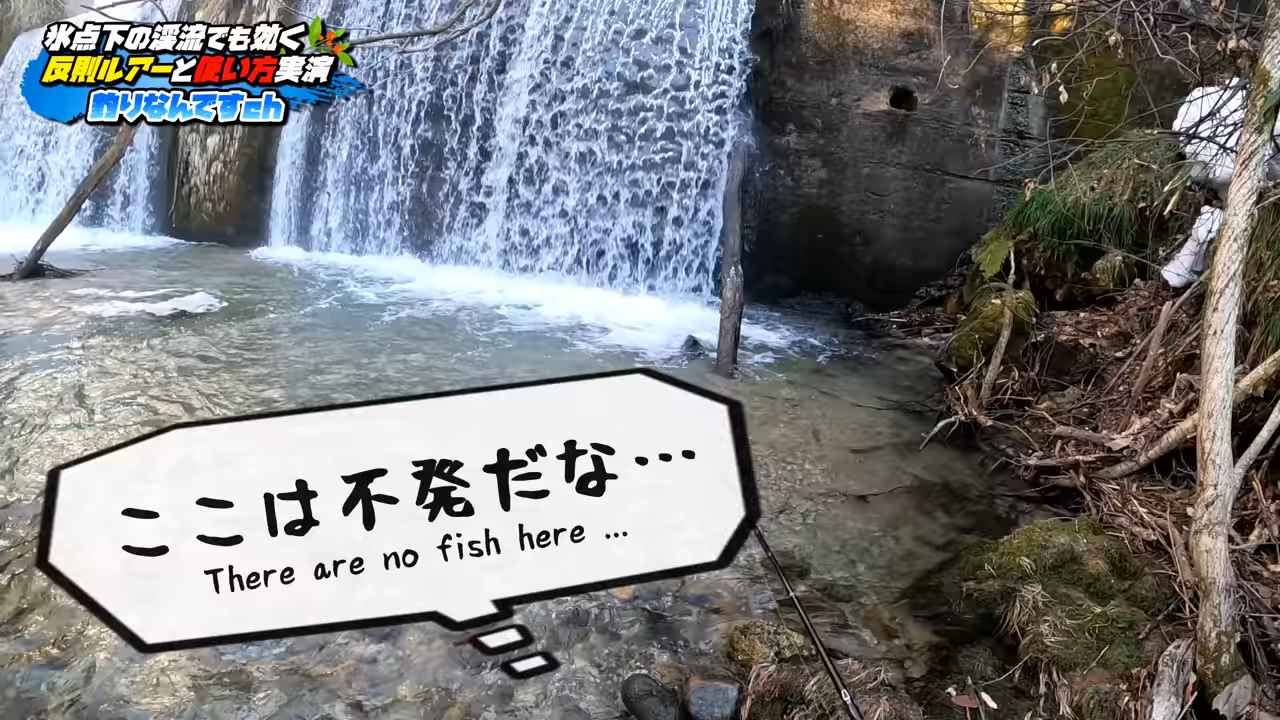 氷点下の渓流でも効く
反則ルアーと使い方実演
釣りなんですch
ここは不発だな…
There are no fish here ...